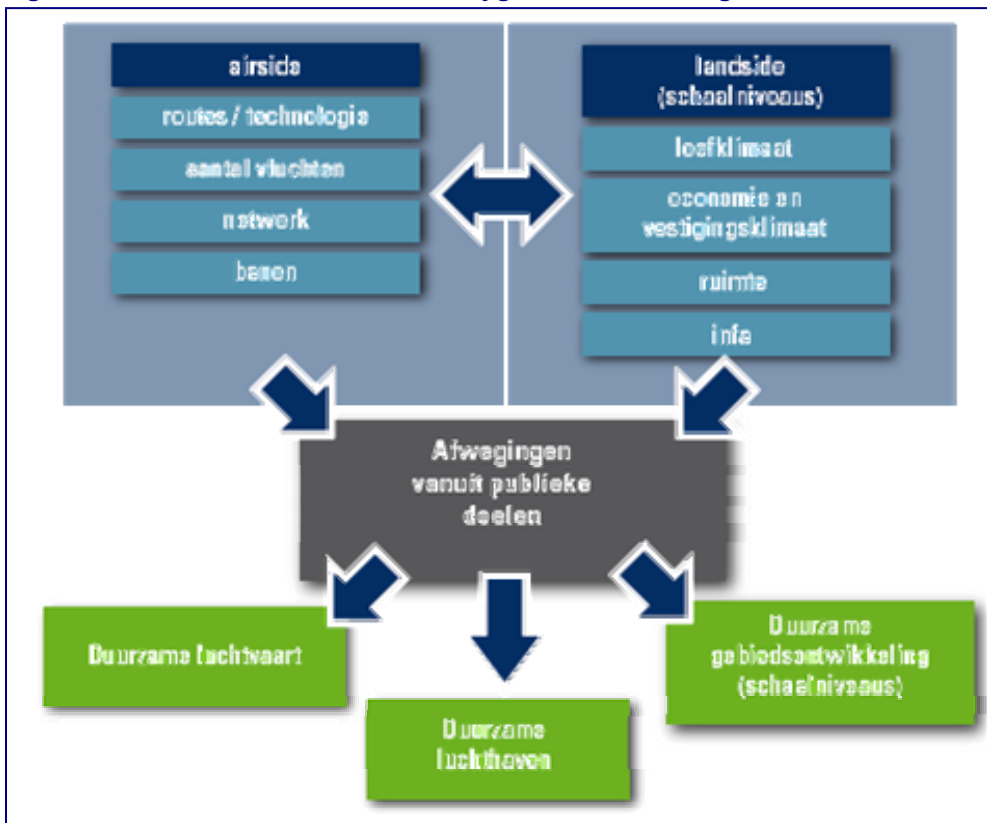 airside
routes / technologie
aantal vluchten
netwerk
banen
landside
(schaalniveaus)
leefklimaat
economie en
vestigingsklimaat
ruimte
infa
Afwegingen
vanuit publieke
doelen
Duurzame luchtvaart
Duurzame
luchthaven
Duurzame
gebiedsontwikkeling
(schaalniveaus)